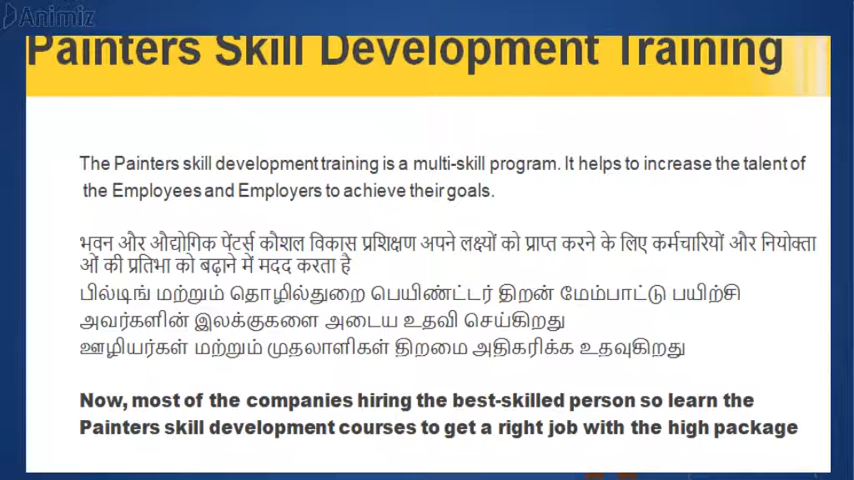 Animiz
Painters Skill Development Training
The Painters skill development training is a multi-skill program. It helps to increase the talent of
the Employees and Employers to achieve their goals.
भवन और औद्योगिक पेंटर्स कौशल विकास प्रशिक्षण अपने लक्ष्यों को प्राप्त करने के लिए कर्मचारियों और नियोक्ता
ओं की प्रतिभा को बढ़ाने में मदद करता है
பில்டிங் மற்றும் தொழில்துறை பெயிண்ட்டர் திறன் மேம்பாட்டு பயிற்சி
அவர்களின் இலக்குகளை அடைய உதவி செய்கிறது
ஊழியர்கள் மற்றும் முதலாளிகள் திறமை அதிகரிக்க உதவுகிறது
Now, most of the companies hiring the best-skilled person so learn the
Painters skill development courses to get a right job with the high package